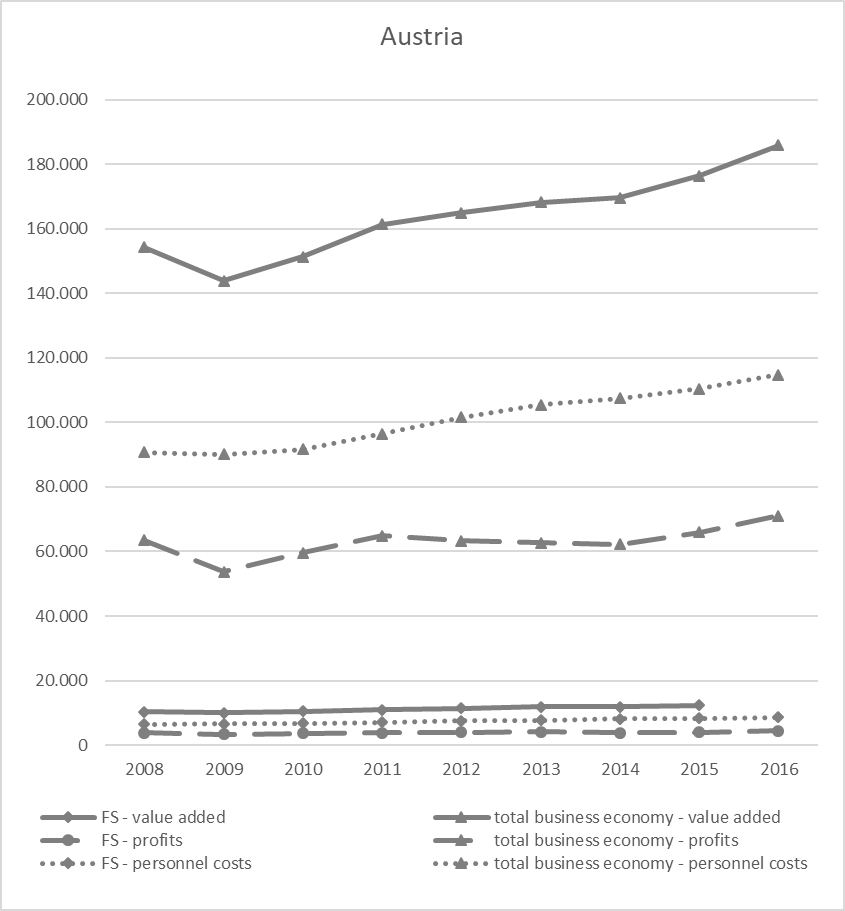 Austria
200.000
180.000
160.000
140.000
120.000
100.000
80.000
60.000
40.000
20.000
0
2008 2009 2010 2011 2012 2013 2014 2015 2016
FS - value added total business economy - value added
FS - profits total business economy - profits
FS - personnel costs total business economy - personnel costs